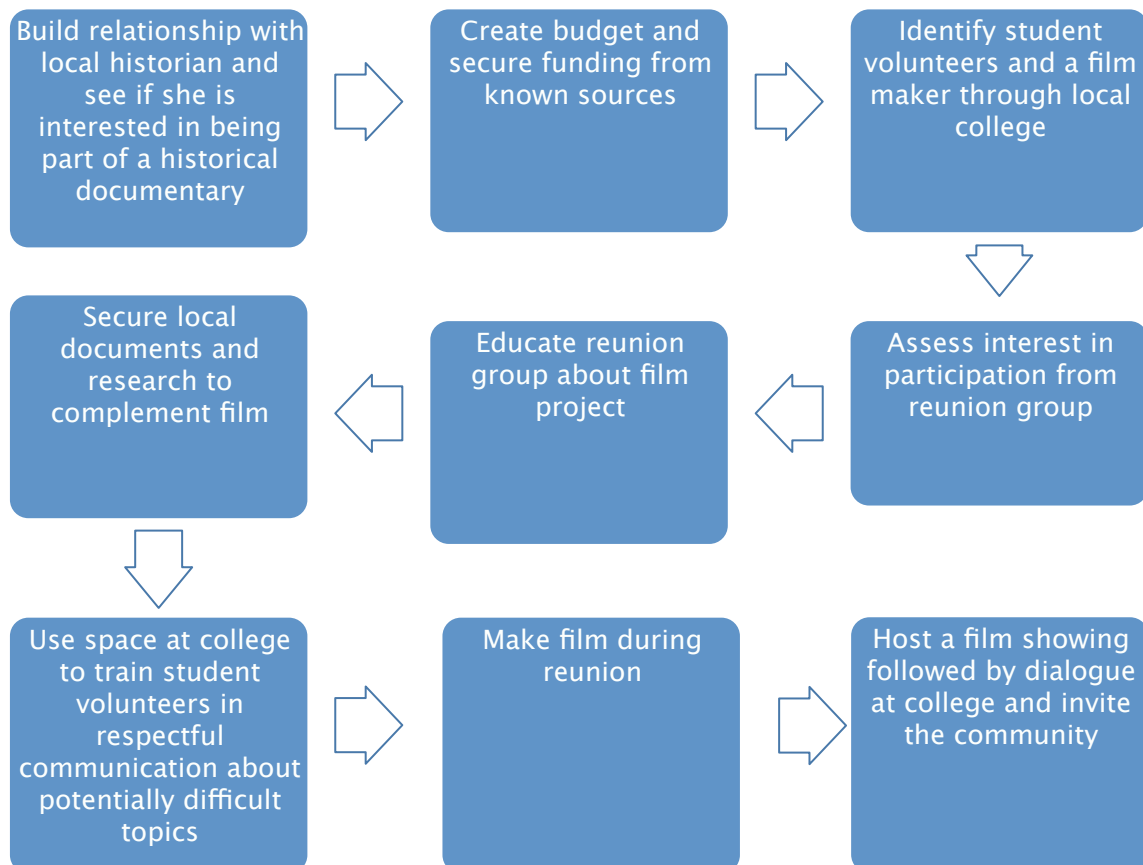 Build relationship with
local historian and
see if she is
interested in being
part of a historical
documentary
Create budget and
secure funding from
known sources
Identify student
volunteers and a film
maker through local
college
Assess interest in
participation from
reunion group
Educate reunion
group about film
project
Secure local
documents and
research to
complement film
Use space at college
to train student
volunteers in
respectful
communication about
potentially difficult
topics
Make film during
reunion
Host a film showing
followed by dialogue
at college and invite
the community